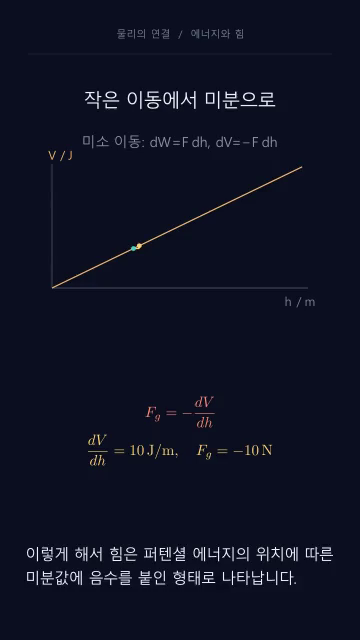 물리의 연결 / 에너지와 힘
작은 이동에서 미분으로
미소 이동: dW=F dh, dV=−F dh
V / J
h / m
F_g = −dV/dh
dV/dh = 10 J/m, F_g = −10 N
이렇게 해서 힘은 퍼텐셜 에너지의 위치에 따른
미분값에 음수를 붙인 형태로 나타납니다.